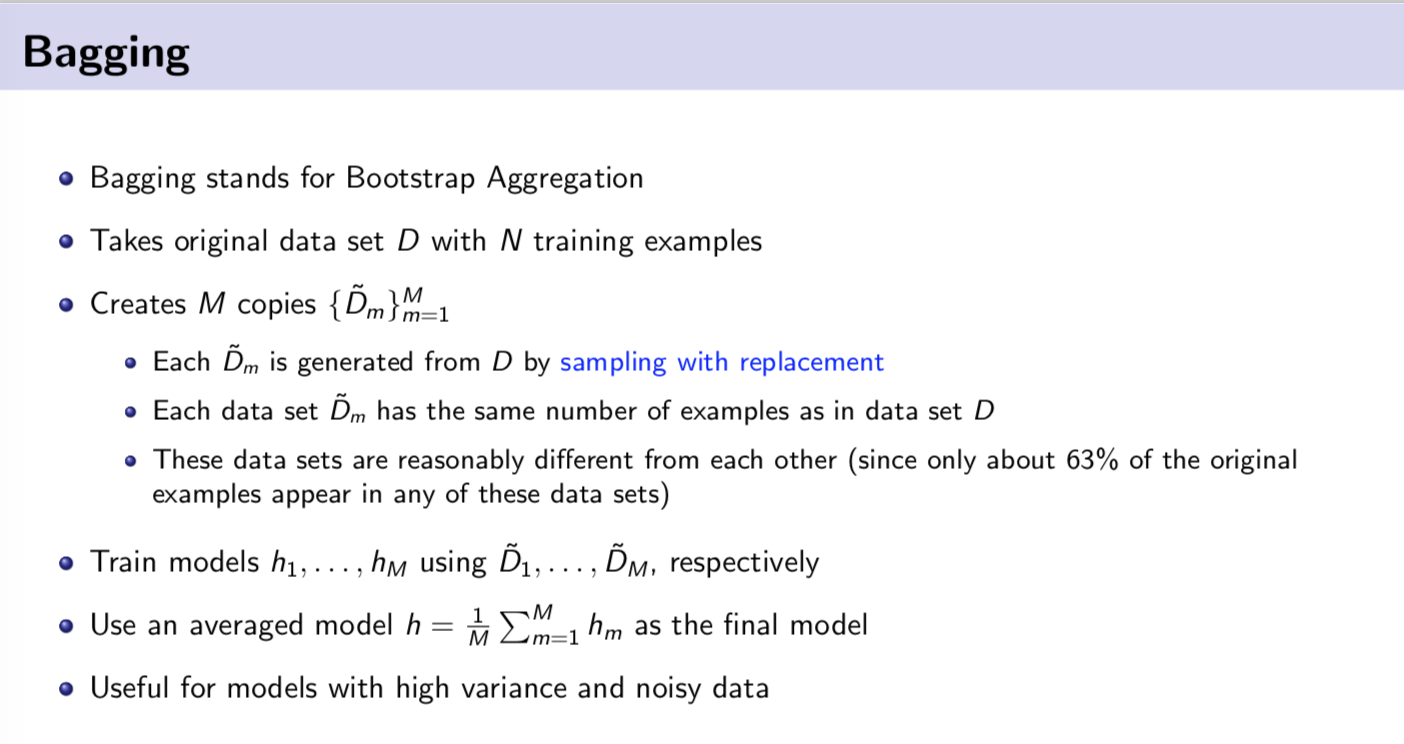 Bagging
Bagging stands for Bootstrap Aggregation
Takes original data set D with N training examples
Creates M copies {D̃ₘ}ᴹₘ₌₁
Each D̃ₘ is generated from D by sampling with replacement
Each data set D̃ₘ has the same number of examples as in data set D
These data sets are reasonably different from each other (since only about 63% of the original
examples appear in any of these data sets)
Train models h₁, . . . , h_M using D̃₁, . . . , D̃_M, respectively
Use an averaged model h = 1/M ∑ᴹₘ₌₁ hₘ as the final model
Useful for models with high variance and noisy data